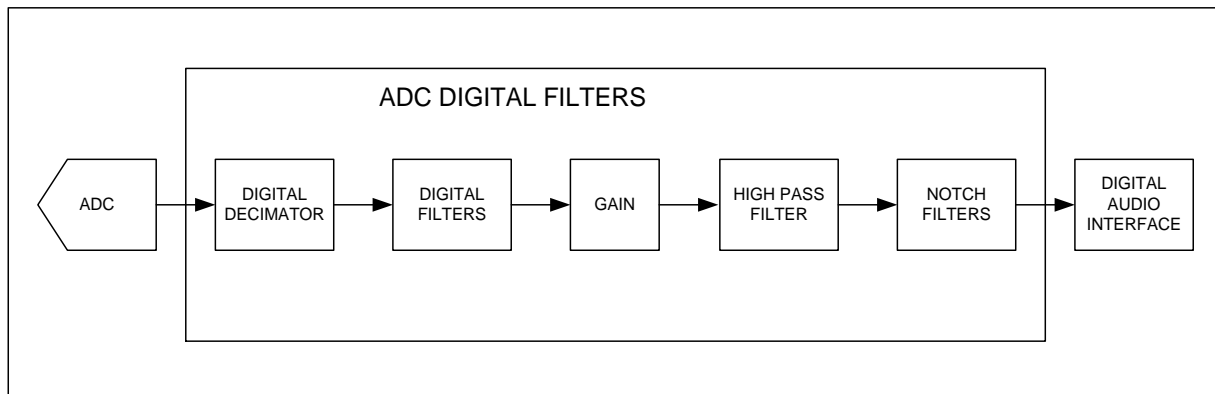 ADC DIGITAL FILTERS
ADC
DIGITAL
DECIMATOR
DIGITAL
FILTERS
GAIN
HIGH PASS
FILTER
NOTCH
FILTERS
DIGITAL
AUDIO
INTERFACE